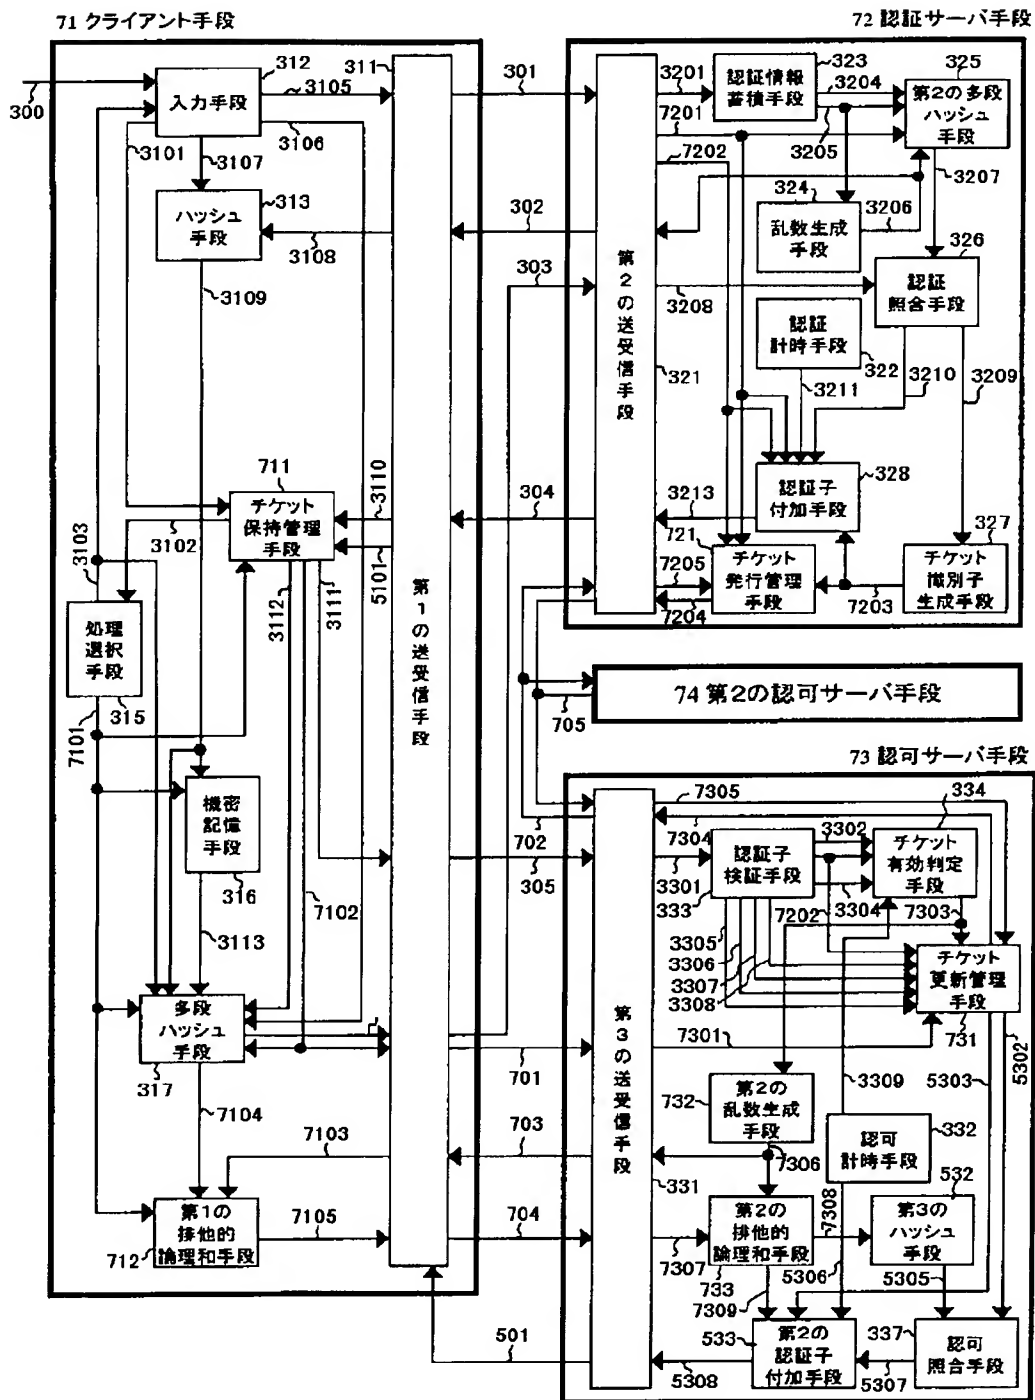 71 クライアント手段
72 認証サーバ手段
300
312
入力手段
3105
3106
3101
3107
313
ハッシュ
手段
3108
3109
311
第1の送受信手段
301
302
303
711
チケット
保持管理
手段
3110
5101
3102
3103
3112
3111
304
処理
選択
手段
315
7101
機密
記憶
手段
316
3113
7102
多段
ハッシュ
手段
317
7104
7103
第1の
排他的
論理和手段
712
7105
702
305
701
703
704
501
第2の送受信手段
321
3201
7201
7202
323
認証情報
蓄積手段
3204
3205
325
第2の多段
ハッシュ
手段
3207
324
乱数生成
手段
3206
326
認証
照合手段
3208
認証
計時手段
322
3211
3210
3209
328
認証子
付加手段
3213
721
チケット
発行管理
手段
7205
7204
7203
327
チケット
識別子
生成手段
74 第2の認可サーバ手段
705
73 認可サーバ手段
第3の送受信手段
331
7305
7304
334
3302
認証子
検証手段
333
3301
チケット
有効判定
手段
3304
7202
7303
3305
3306
3307
3308
チケット
更新管理
手段
731
7301
5302
5303
3309
732
第2の
乱数生成
手段
7306
332
認可
計時手段
532
第2の
排他的
論理和手段
7307
733
7308
第3の
ハッシュ
手段
5306
5305
7309
533
第2の
認証子
付加手段
5308
337
認可
照合手段
5307